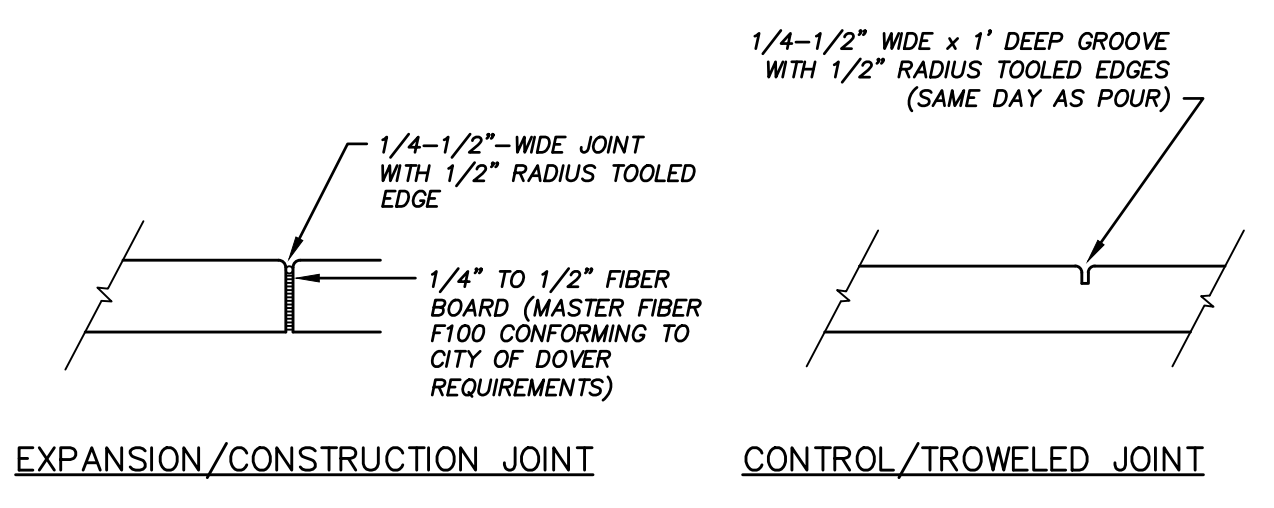 1/4-1/2” WIDE x 1’ DEEP GROOVE
WITH 1/2” RADIUS TOOLED EDGES
(SAME DAY AS POUR)
1/4-1/2”-WIDE JOINT
WITH 1/2” RADIUS TOOLED
EDGE
1/4” TO 1/2” FIBER
BOARD (MASTER FIBER
F100 CONFORMING TO
CITY OF DOVER
REQUIREMENTS)
EXPANSION/CONSTRUCTION JOINT
CONTROL/TROWELED JOINT